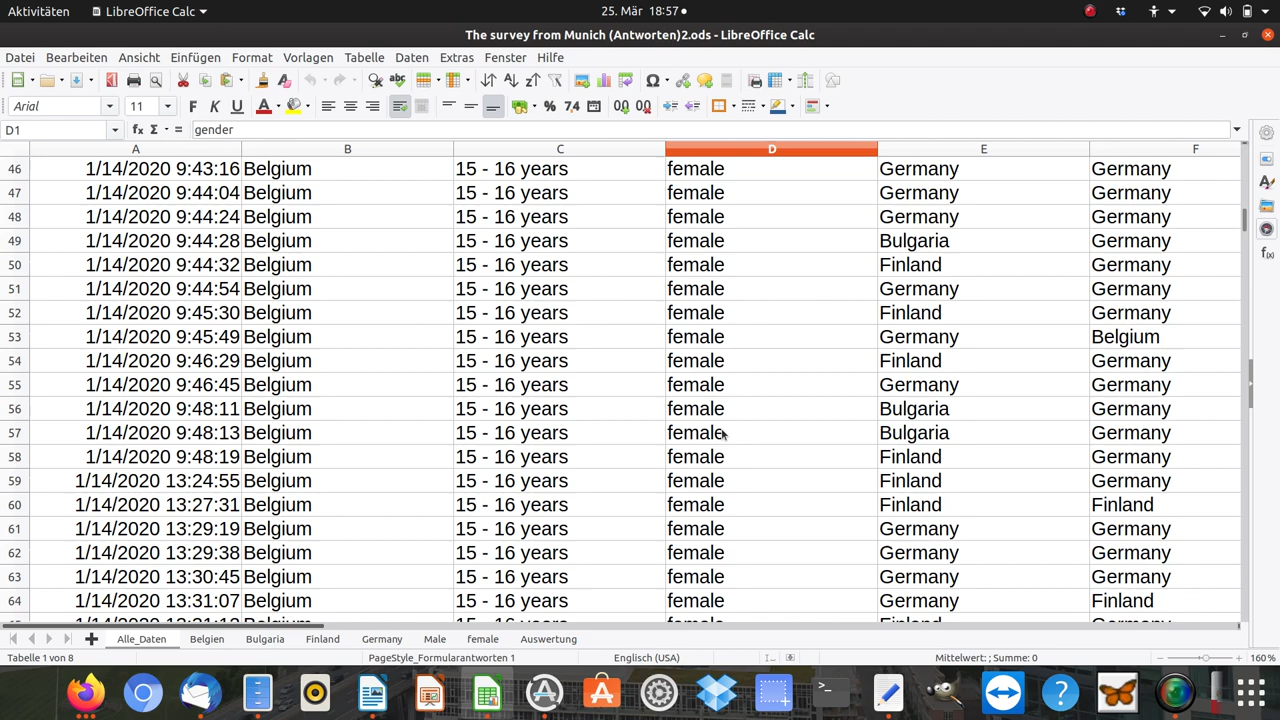 Aktivitäten LibreOffice Calc 25. Mär 18:57
The survey from Munich (Antworten)2.ods - LibreOffice Calc
Datei Bearbeiten Ansicht Einfügen Format Vorlagen Tabelle Daten Extras Fenster Hilfe
Arial 11
D1 gender
A B C D E F
46 1/14/2020 9:43:16 Belgium 15 - 16 years female Germany Germany
47 1/14/2020 9:44:04 Belgium 15 - 16 years female Germany Germany
48 1/14/2020 9:44:24 Belgium 15 - 16 years female Germany Germany
49 1/14/2020 9:44:28 Belgium 15 - 16 years female Bulgaria Germany
50 1/14/2020 9:44:32 Belgium 15 - 16 years female Finland Germany
51 1/14/2020 9:44:54 Belgium 15 - 16 years female Germany Germany
52 1/14/2020 9:45:30 Belgium 15 - 16 years female Finland Germany
53 1/14/2020 9:45:49 Belgium 15 - 16 years female Germany Belgium
54 1/14/2020 9:46:29 Belgium 15 - 16 years female Finland Germany
55 1/14/2020 9:46:45 Belgium 15 - 16 years female Germany Germany
56 1/14/2020 9:48:11 Belgium 15 - 16 years female Bulgaria Germany
57 1/14/2020 9:48:13 Belgium 15 - 16 years female Bulgaria Germany
58 1/14/2020 9:48:19 Belgium 15 - 16 years female Finland Germany
59 1/14/2020 13:24:55 Belgium 15 - 16 years female Finland Germany
60 1/14/2020 13:27:31 Belgium 15 - 16 years female Finland Finland
61 1/14/2020 13:29:19 Belgium 15 - 16 years female Germany Germany
62 1/14/2020 13:29:38 Belgium 15 - 16 years female Germany Germany
63 1/14/2020 13:30:45 Belgium 15 - 16 years female Germany Germany
64 1/14/2020 13:31:07 Belgium 15 - 16 years female Germany Finland
Alle_Daten Belgien Bulgaria Finland Germany Male female Auswertung
Tabelle 1 von 8 PageStyle_Formularantworten 1 Englisch (USA) Mittelwert: ; Summe: 0 160%